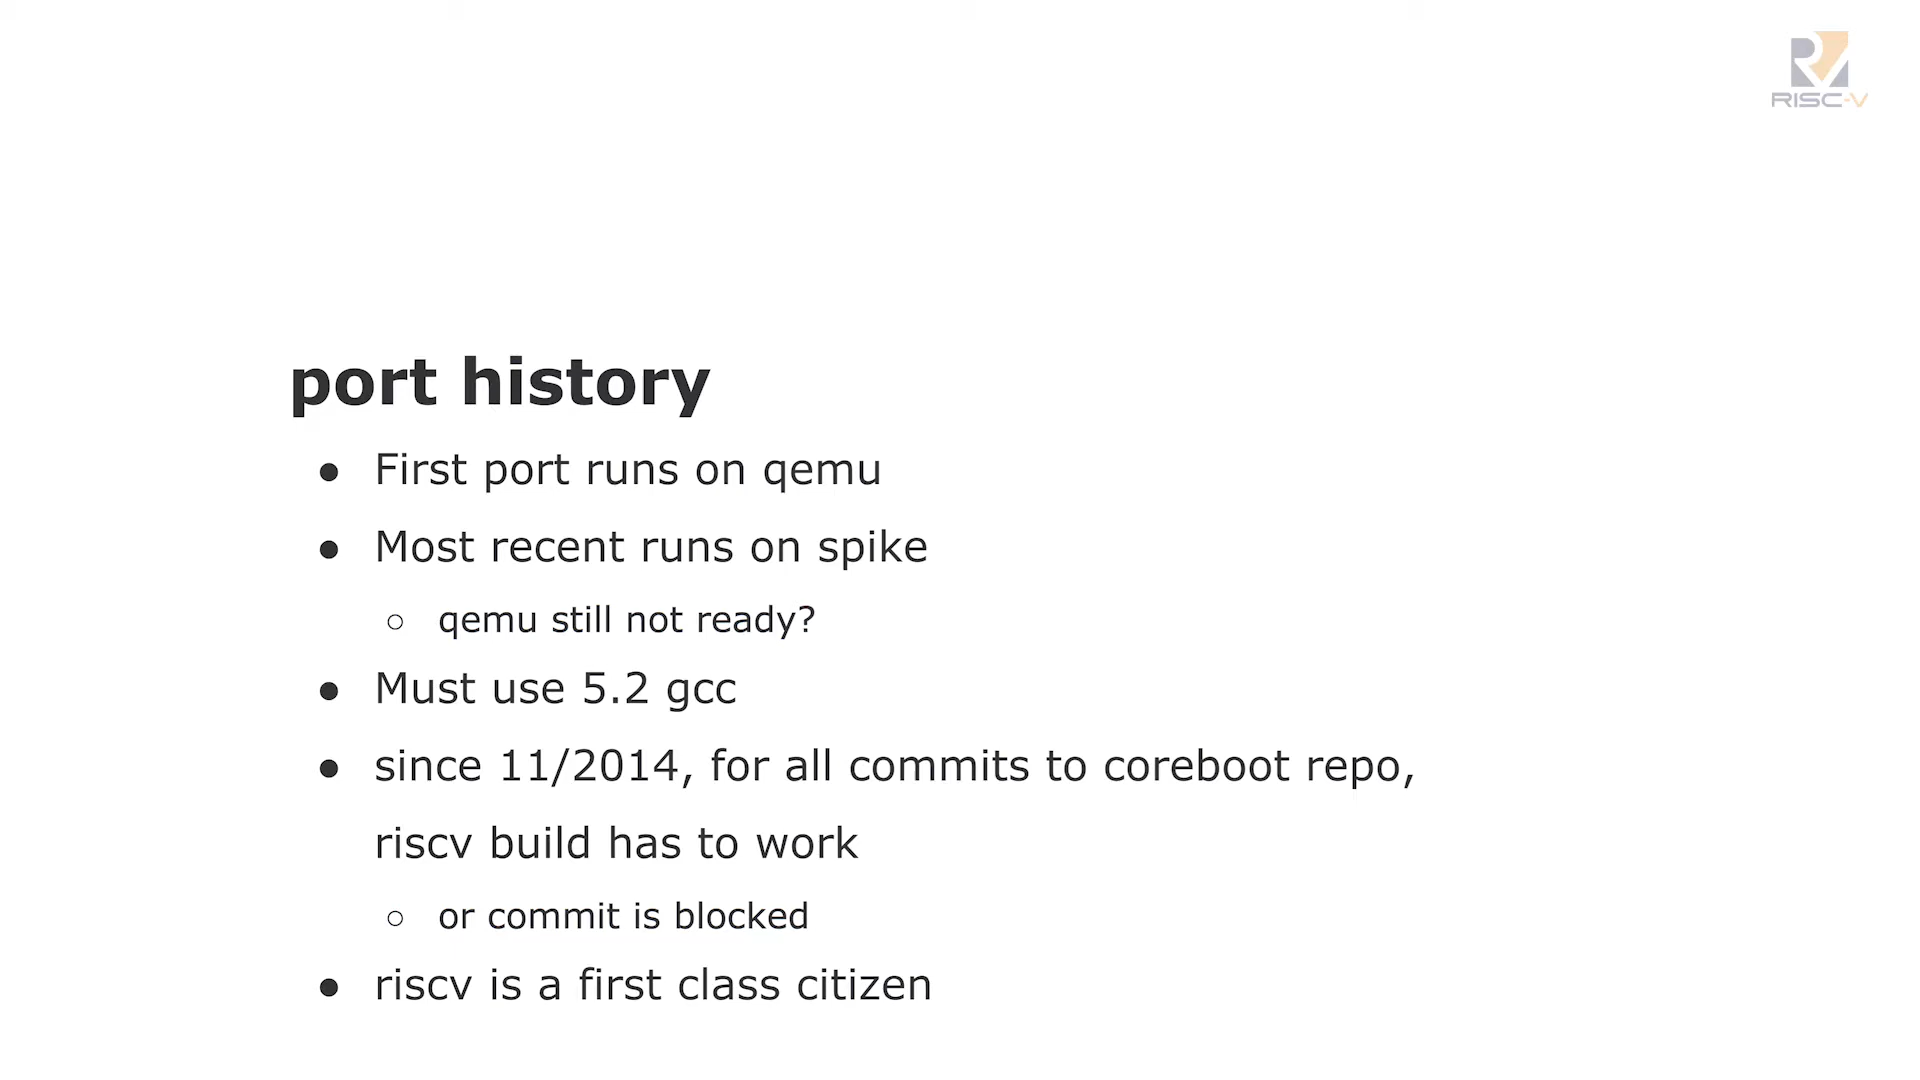 RISC-V
port history
● First port runs on qemu
● Most recent runs on spike
○ qemu still not ready?
● Must use 5.2 gcc
● since 11/2014, for all commits to coreboot repo,
riscv build has to work
○ or commit is blocked
● riscv is a first class citizen